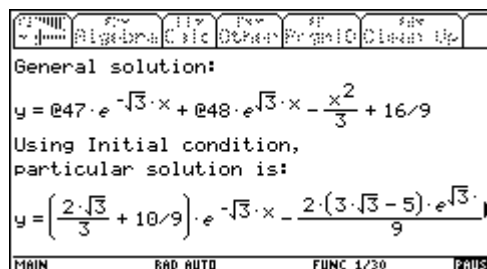 Algebra Calc Other PrgmIO Clean Up
General solution:
y = @47·e^(-√3·x) + @48·e^(√3·x) - x²/3 + 16/9
Using Initial condition,
particular solution is:
y = (2·√3/3 + 10/9)·e^(-√3·x) - 2·(3·√3 - 5)·e^(√3·/9
MAIN RAD AUTO FUNC 1/30 PAUS